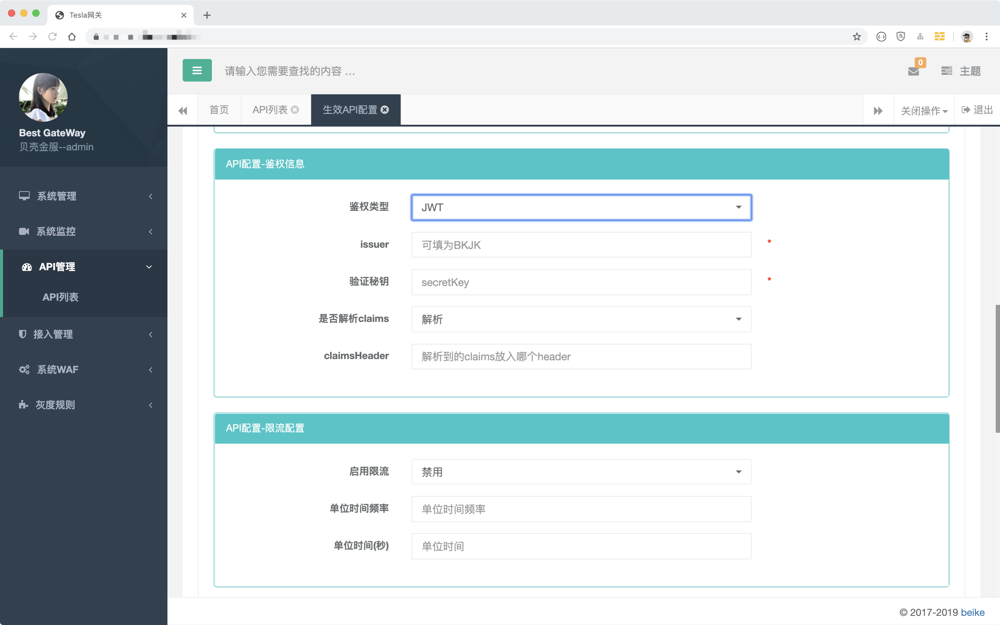 Tesla网关
请输入您需要查找的内容 …
0
主题
首页
API列表
生效API配置
关闭操作
退出
Best GateWay
贝壳金服--admin
系统管理
系统监控
API管理
API列表
接入管理
系统WAF
灰度规则
API配置-鉴权信息
鉴权类型
JWT
issuer
可填为BKJK
*
验证秘钥
secretKey
*
是否解析claims
解析
claimsHeader
解析到的claims放入哪个header
API配置-限流配置
启用限流
禁用
单位时间频率
单位时间频率
单位时间(秒)
单位时间
© 2017-2019 beike